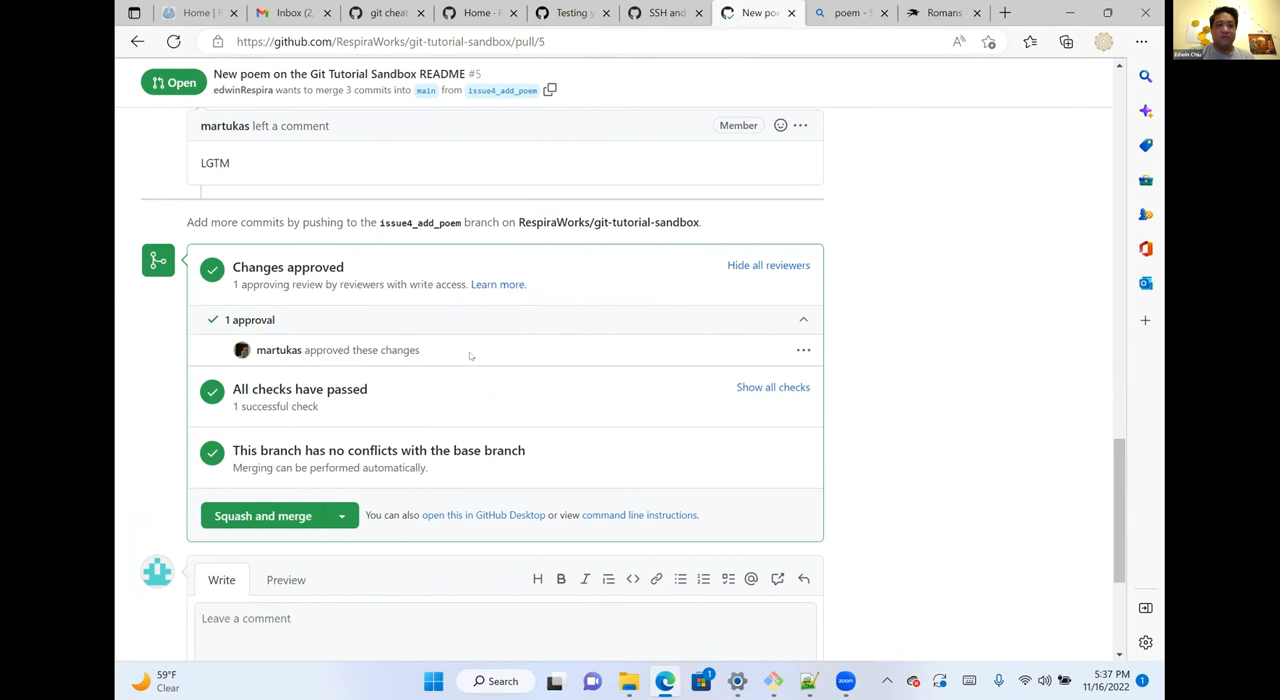 Home | F
Inbox (2,
git cheat
Home · R
Testing y
SSH and
New poe
poem - S
Romans
https://github.com/RespiraWorks/git-tutorial-sandbox/pull/5
Open
New poem on the Git Tutorial Sandbox README #5
edwinRespira wants to merge 3 commits into main from issue4_add_poem
martukas left a comment
Member
LGTM
Add more commits by pushing to the issue4_add_poem branch on RespiraWorks/git-tutorial-sandbox.
Changes approved
Hide all reviewers
1 approving review by reviewers with write access. Learn more.
1 approval
martukas approved these changes
All checks have passed
Show all checks
1 successful check
This branch has no conflicts with the base branch
Merging can be performed automatically.
Squash and merge
You can also open this in GitHub Desktop or view command line instructions.
Write
Preview
Leave a comment
59°F
Clear
Search
zoom
5:37 PM
11/16/2022
1
1
Edwin Chiu